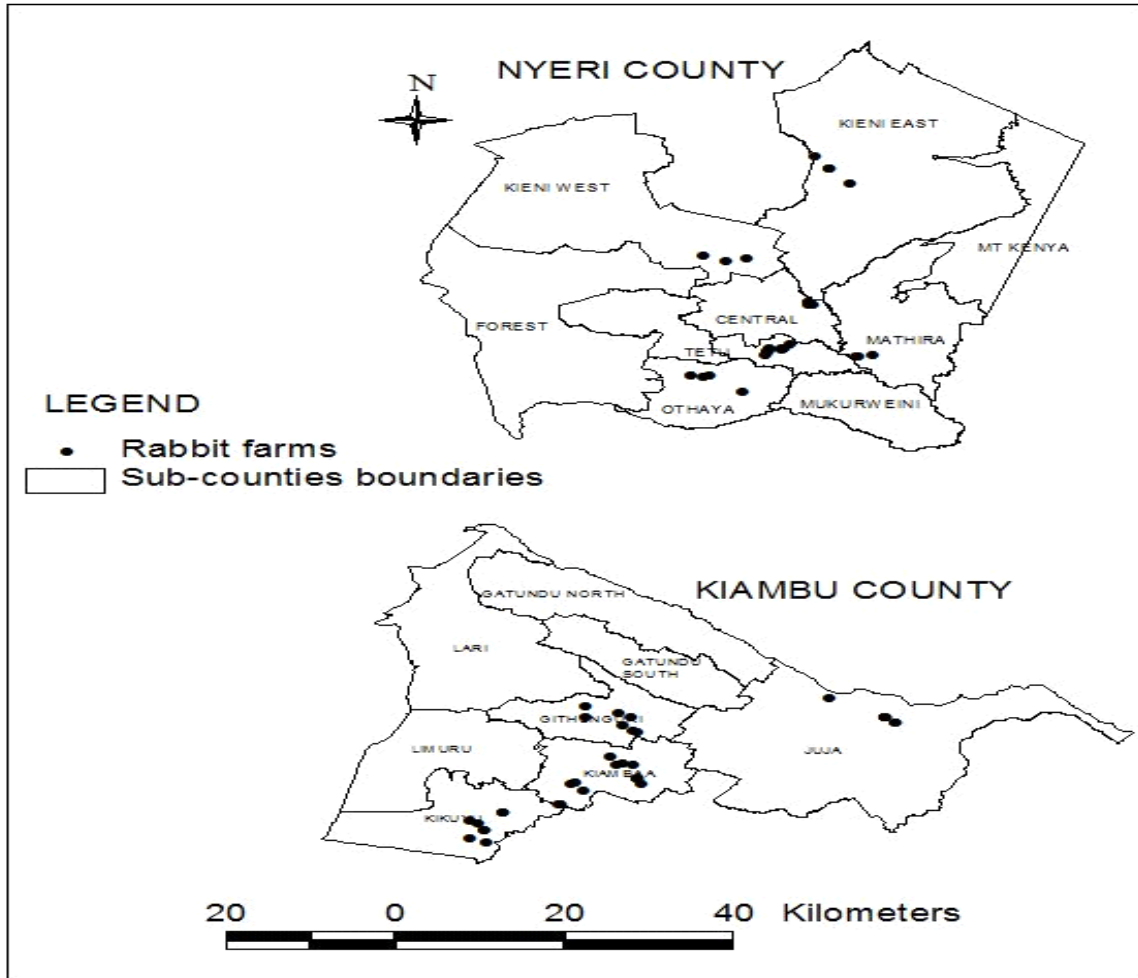 NYERI COUNTY
N
KIENI EAST
KIENI WEST
MT KENYA
FOREST
CENTRAL
MATHIRA
OTHAYA
MUKURWEINI
LEGEND
Rabbit farms
Sub-counties boundaries
KIAMBU COUNTY
GATUNDU NORTH
LARI
GATUNDU
SOUTH
LIMURU
JUJA
20 0 20 40 Kilometers